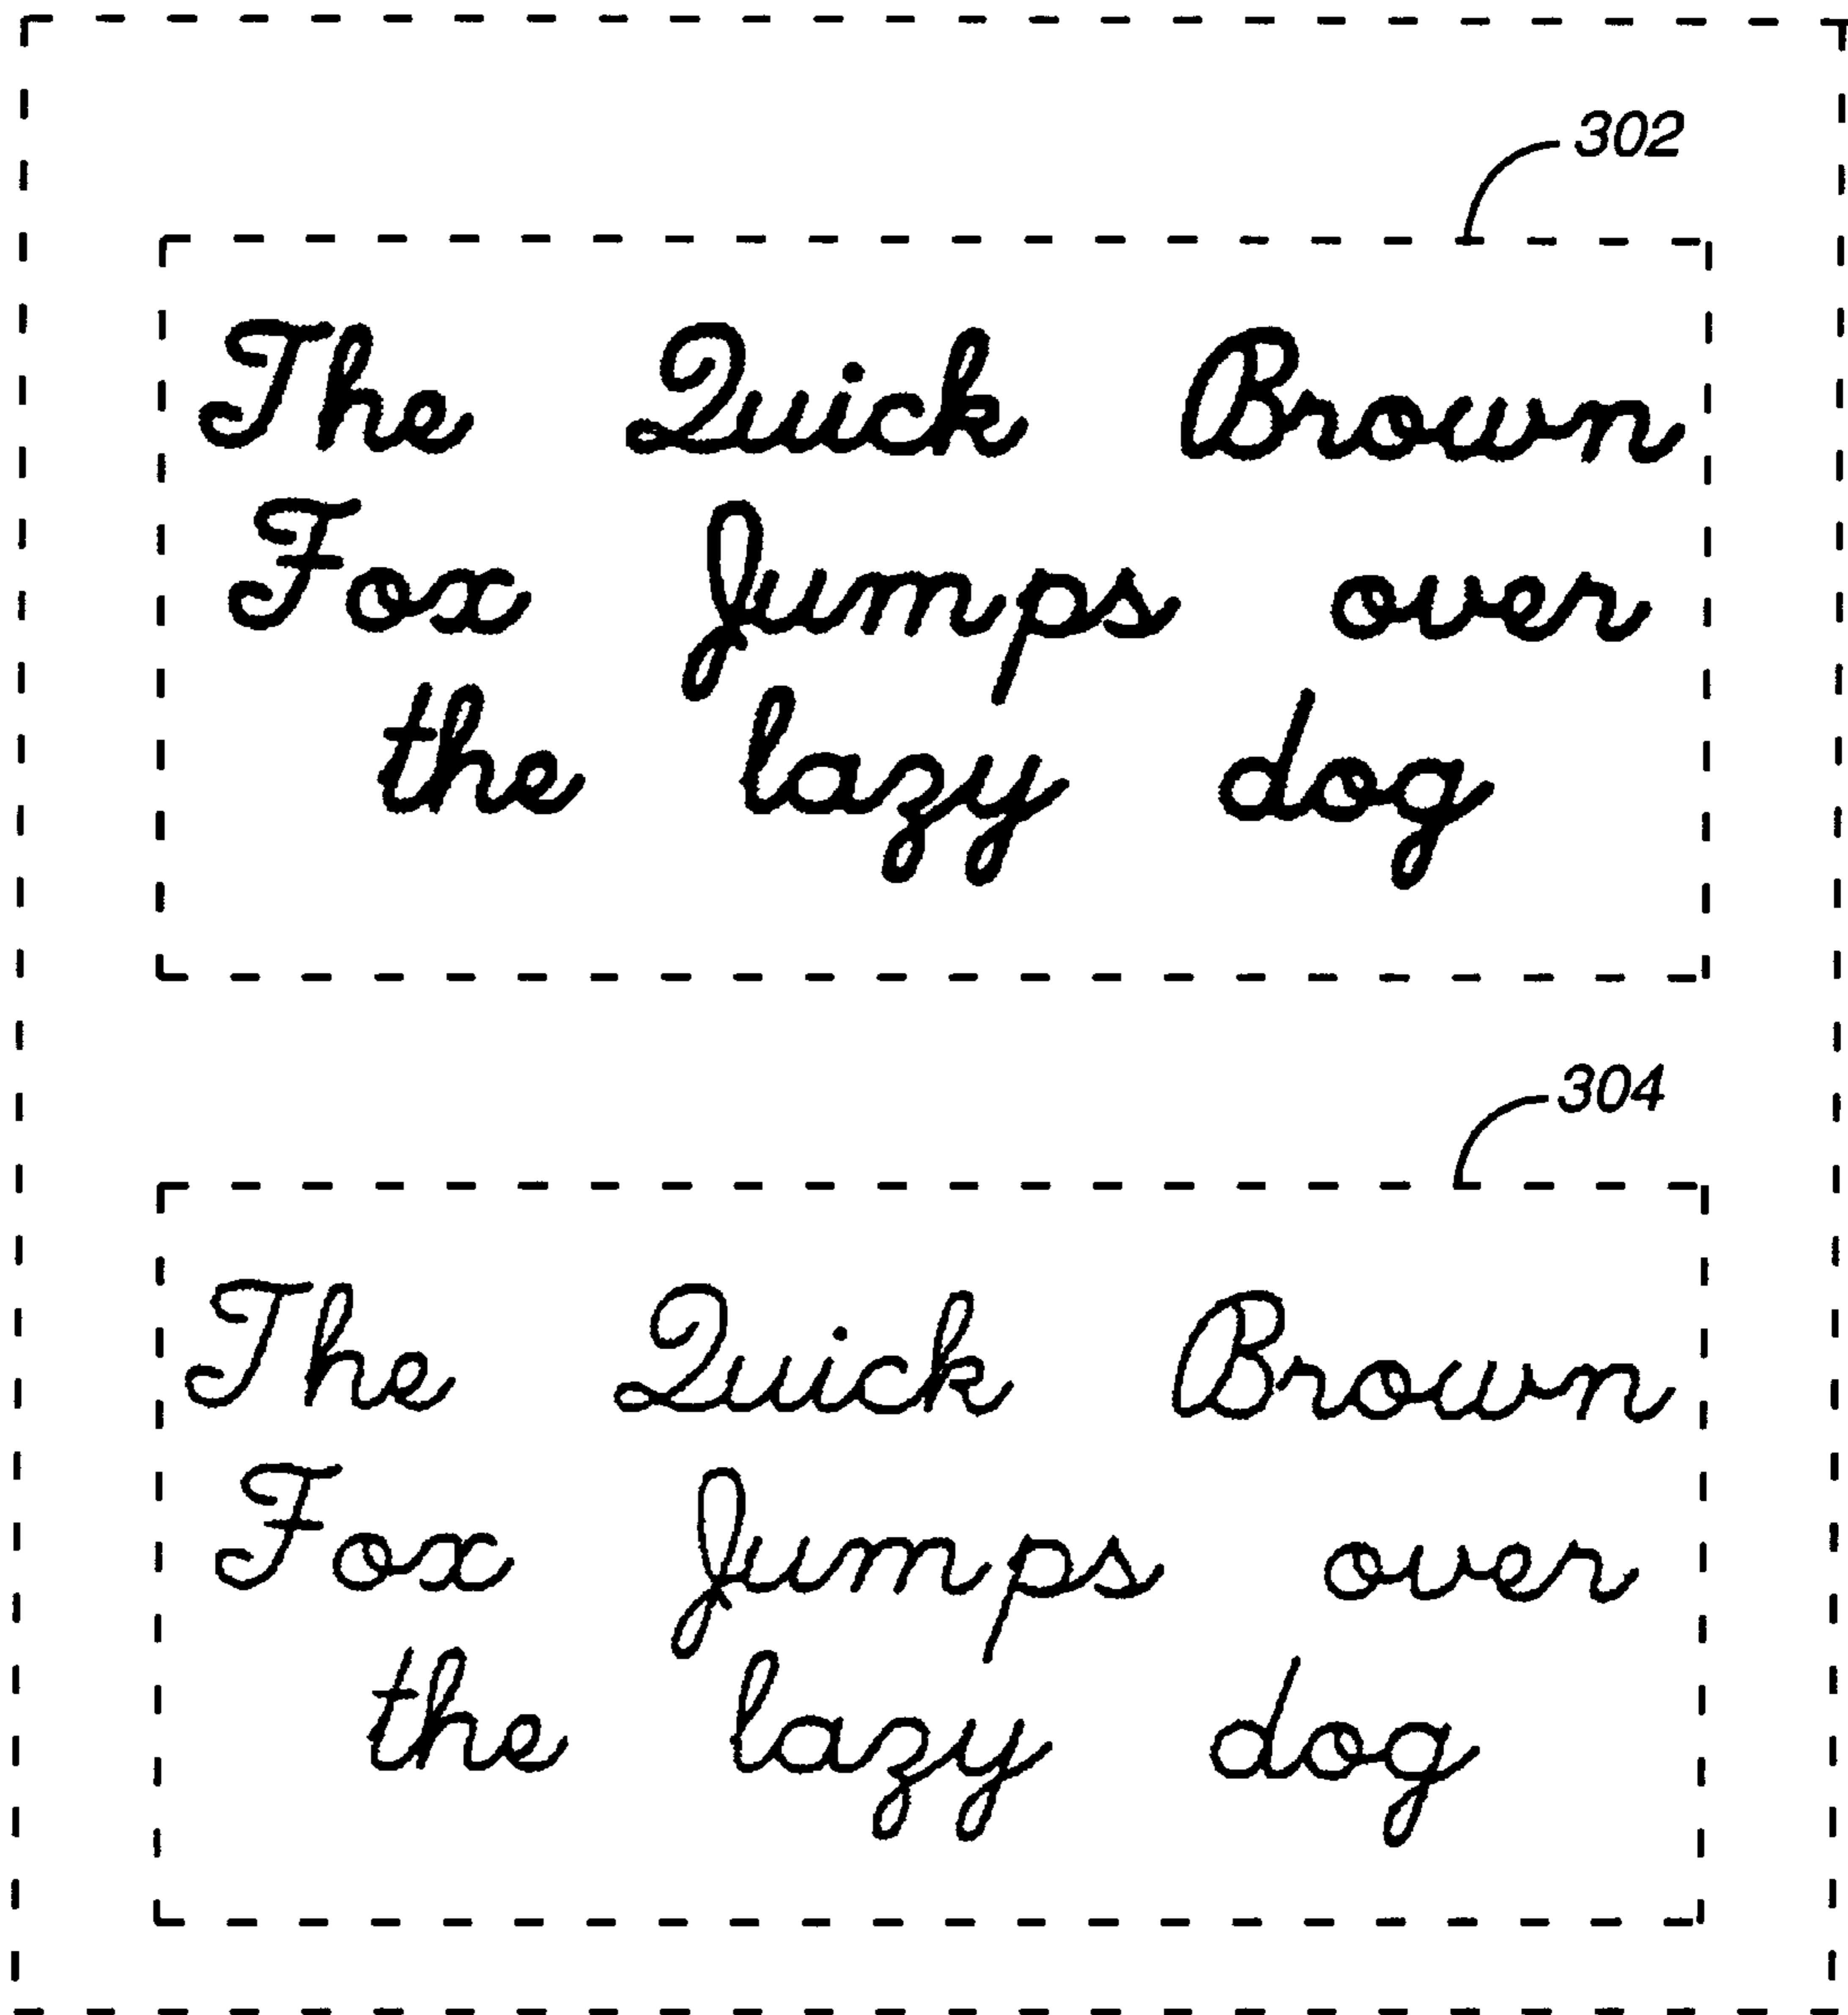 302
The Quick Brown
Fox Jumps over
the lazy dog
304
The Quick Brown
Fox Jumps over
the lazy dog